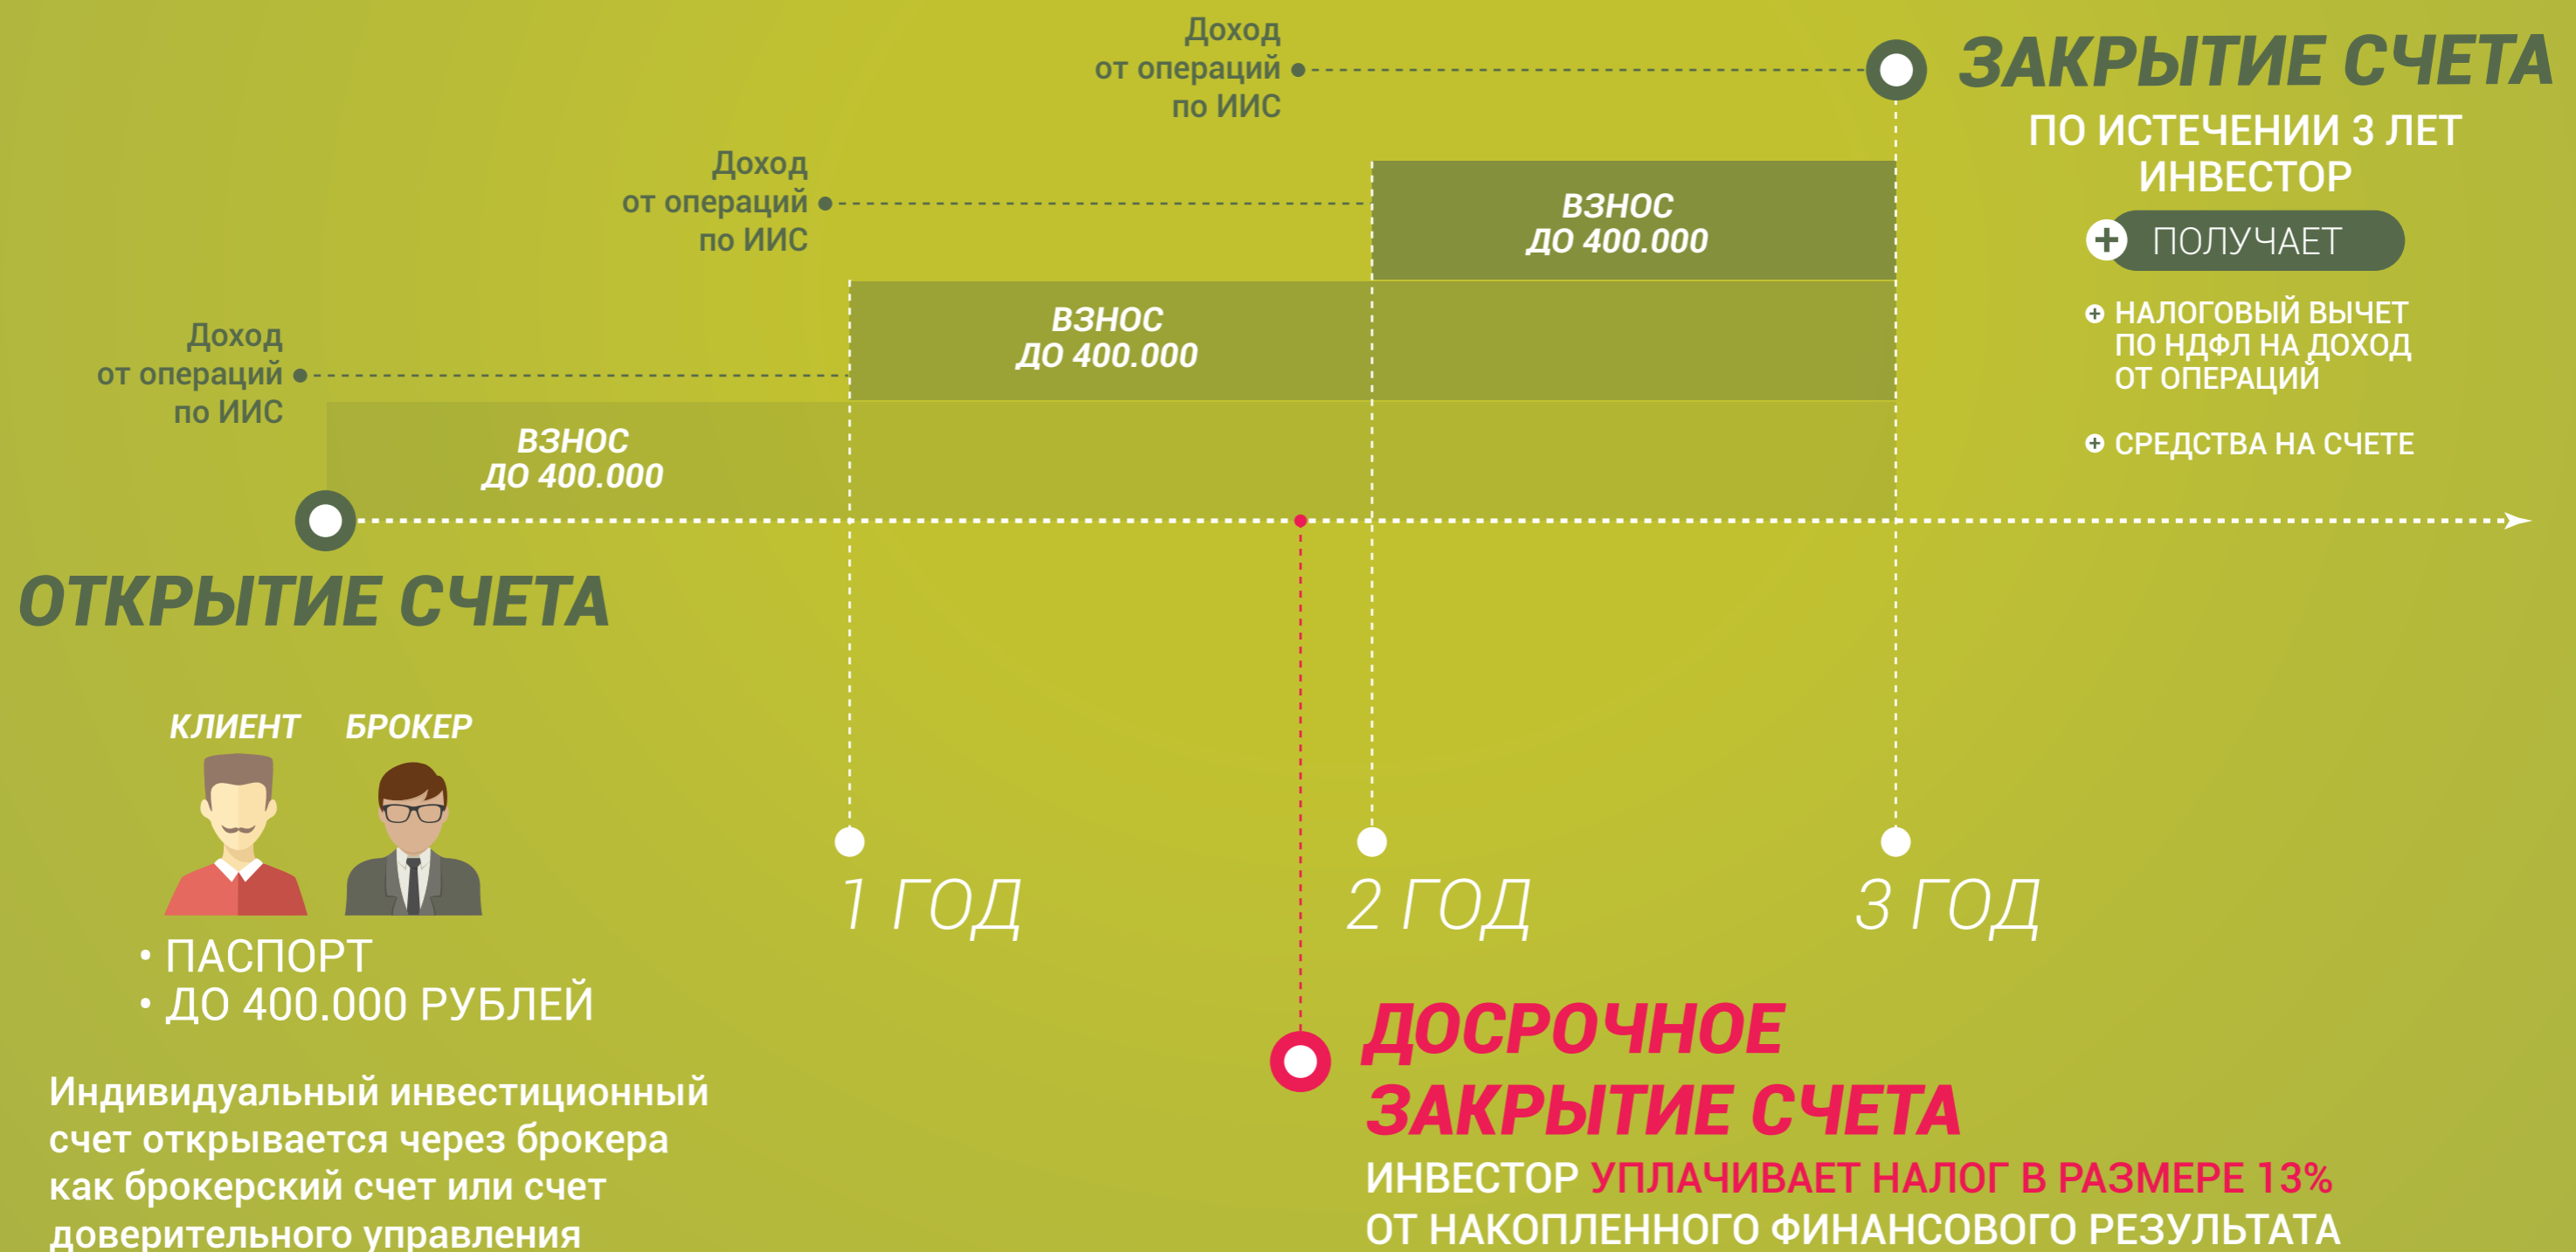 Доход
от операций
по ИИС
ЗАКРЫТИЕ СЧЕТА
ПО ИСТЕЧЕНИИ 3 ЛЕТ
ИНВЕСТОР
ПОЛУЧАЕТ
НАЛОГОВЫЙ ВЫЧЕТ
ПО НДФЛ НА ДОХОД
ОТ ОПЕРАЦИЙ
СРЕДСТВА НА СЧЕТЕ
Доход
от операций
по ИИС
ВЗНОС
ДО 400.000
Доход
от операций
по ИИС
ВЗНОС
ДО 400.000
ВЗНОС
ДО 400.000
ОТКРЫТИЕ СЧЕТА
КЛИЕНТ
БРОКЕР
• ПАСПОРТ
• ДО 400.000 РУБЛЕЙ
Индивидуальный инвестиционный
счет открывается через брокера
как брокерский счет или счет
доверительного управления
1 ГОД
2 ГОД
3 ГОД
ДОСРОЧНОЕ
ЗАКРЫТИЕ СЧЕТА
ИНВЕСТОР УПЛАЧИВАЕТ НАЛОГ В РАЗМЕРЕ 13%
ОТ НАКОПЛЕННОГО ФИНАНСОВОГО РЕЗУЛЬТАТА